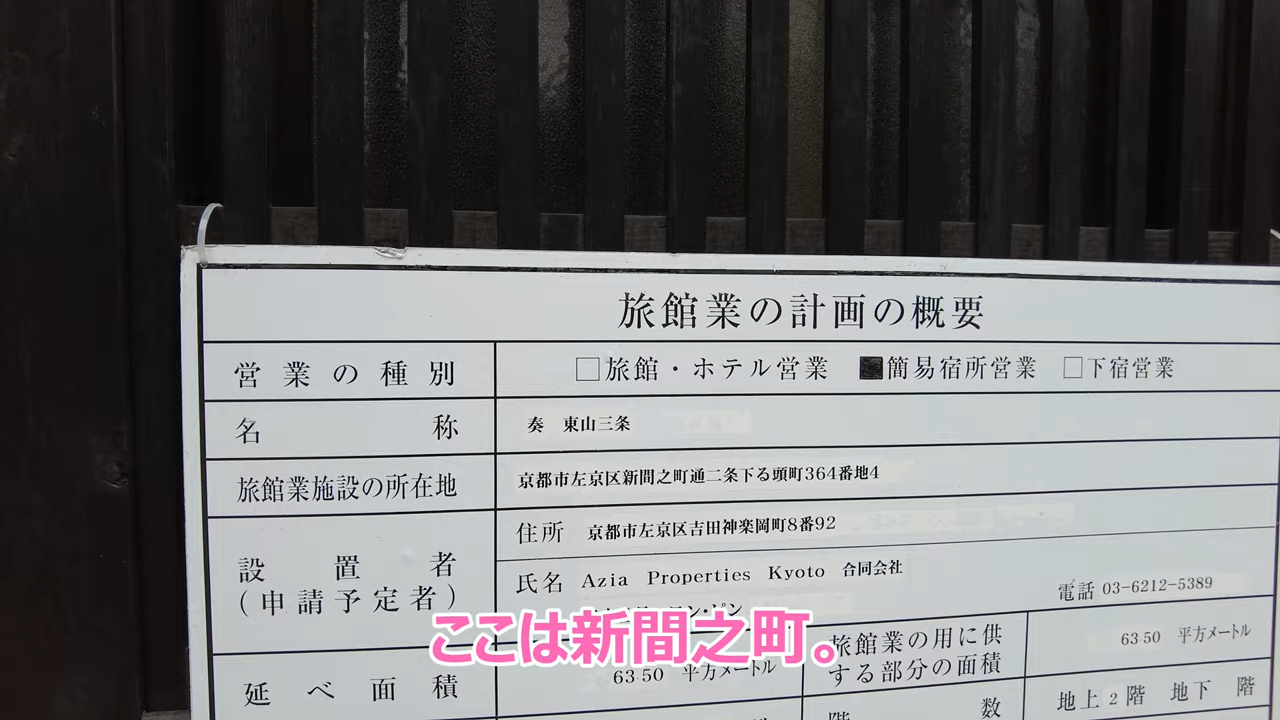 旅館業の計画の概要
営業の種別 □旅館・ホテル営業 ■簡易宿所営業 □下宿営業
名称 奏 東山三条
旅館業施設の所在地 京都市左京区新間之町通二条下る頭町364番地4
設置者
(申請予定者)
住所 京都市左京区吉田神楽岡町8番92
氏名 Azia Properties Kyoto 合同会社
電話 03-6212-5389
ここは新間之町。
延べ面積 63.50 平方メートル
旅館業の用に供
する部分の面積
63.50 平方メートル
階数 地上2階 地下 階